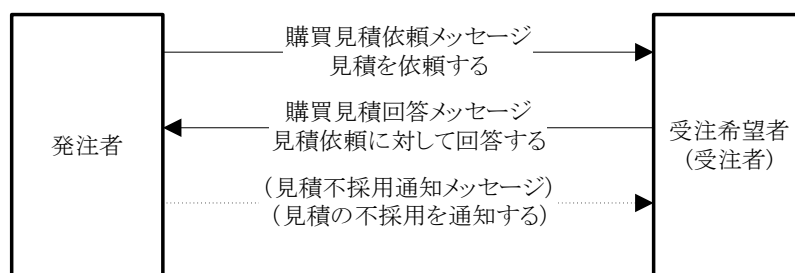 購買見積依頼メッセージ
見積を依頼する
購買見積回答メッセージ
見積依頼に対して回答する
発注者
受注希望者
(受注者)
(見積不採用通知メッセージ)
(見積の不採用を通知する)